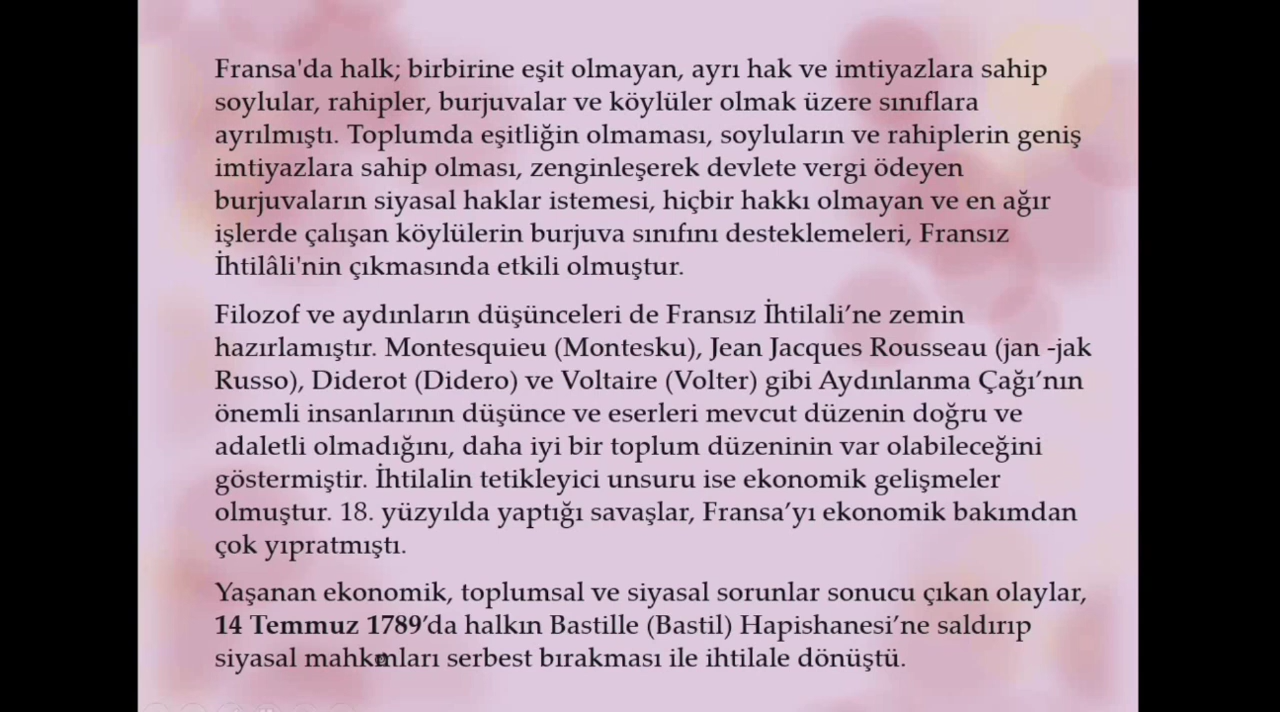 Fransa'da halk; birbirine eşit olmayan, ayrı hak ve imtiyazlara sahip
soylular, rahipler, burjuvalar ve köylüler olmak üzere sınıflara
ayrılmıştı. Toplumda eşitliğin olmaması, soyluların ve rahiplerin geniş
imtiyazlara sahip olması, zenginleşerek devlete vergi ödeyen
burjuvaların siyasal haklar istemesi, hiçbir hakkı olmayan ve en ağır
işlerde çalışan köylülerin burjuva sınıfını desteklemeleri, Fransız
İhtilâli'nin çıkmasında etkili olmuştur.
Filozof ve aydınların düşünceleri de Fransız İhtilali’ne zemin
hazırlamıştır. Montesquieu (Montesku), Jean Jacques Rousseau (jan -jak
Russo), Diderot (Didero) ve Voltaire (Volter) gibi Aydınlanma Çağı’nın
önemli insanlarının düşünce ve eserleri mevcut düzenin doğru ve
adaletli olmadığını, daha iyi bir toplum düzeninin var olabileceğini
göstermiştir. İhtilalin tetikleyici unsuru ise ekonomik gelişmeler
olmuştur. 18. yüzyılda yaptığı savaşlar, Fransa’yı ekonomik bakımdan
çok yıpratmıştı.
Yaşanan ekonomik, toplumsal ve siyasal sorunlar sonucu çıkan olaylar,
14 Temmuz 1789’da halkın Bastille (Bastil) Hapishanesi’ne saldırıp
siyasal mahkumları serbest bırakması ile ihtilale dönüştü.